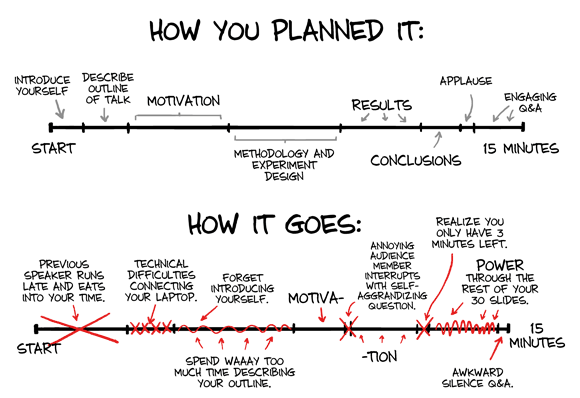 HOW YOU PLANNED IT:
INTRODUCE
YOURSELF
DESCRIBE
OUTLINE
OF TALK
MOTIVATION
METHODOLOGY AND
EXPERIMENT
DESIGN
RESULTS
CONCLUSIONS
APPLAUSE
ENGAGING
Q&A
START
15 MINUTES
HOW IT GOES:
PREVIOUS
SPEAKER RUNS
LATE AND EATS
INTO YOUR TIME.
TECHNICAL
DIFFICULTIES
CONNECTING
YOUR LAPTOP.
FORGET
INTRODUCING
YOURSELF.
SPEND WAAAY TOO
MUCH TIME DESCRIBING
YOUR OUTLINE.
MOTIVA-
ANNOYING
AUDIENCE
MEMBER
INTERRUPTS
WITH SELF-
AGGRANDIZING
QUESTION.
-TION
REALIZE YOU
ONLY HAVE 3
MINUTES LEFT.
POWER
THROUGH THE
REST OF YOUR
30 SLIDES.
AWKWARD
SILENCE Q&A.
START
15
MINUTES